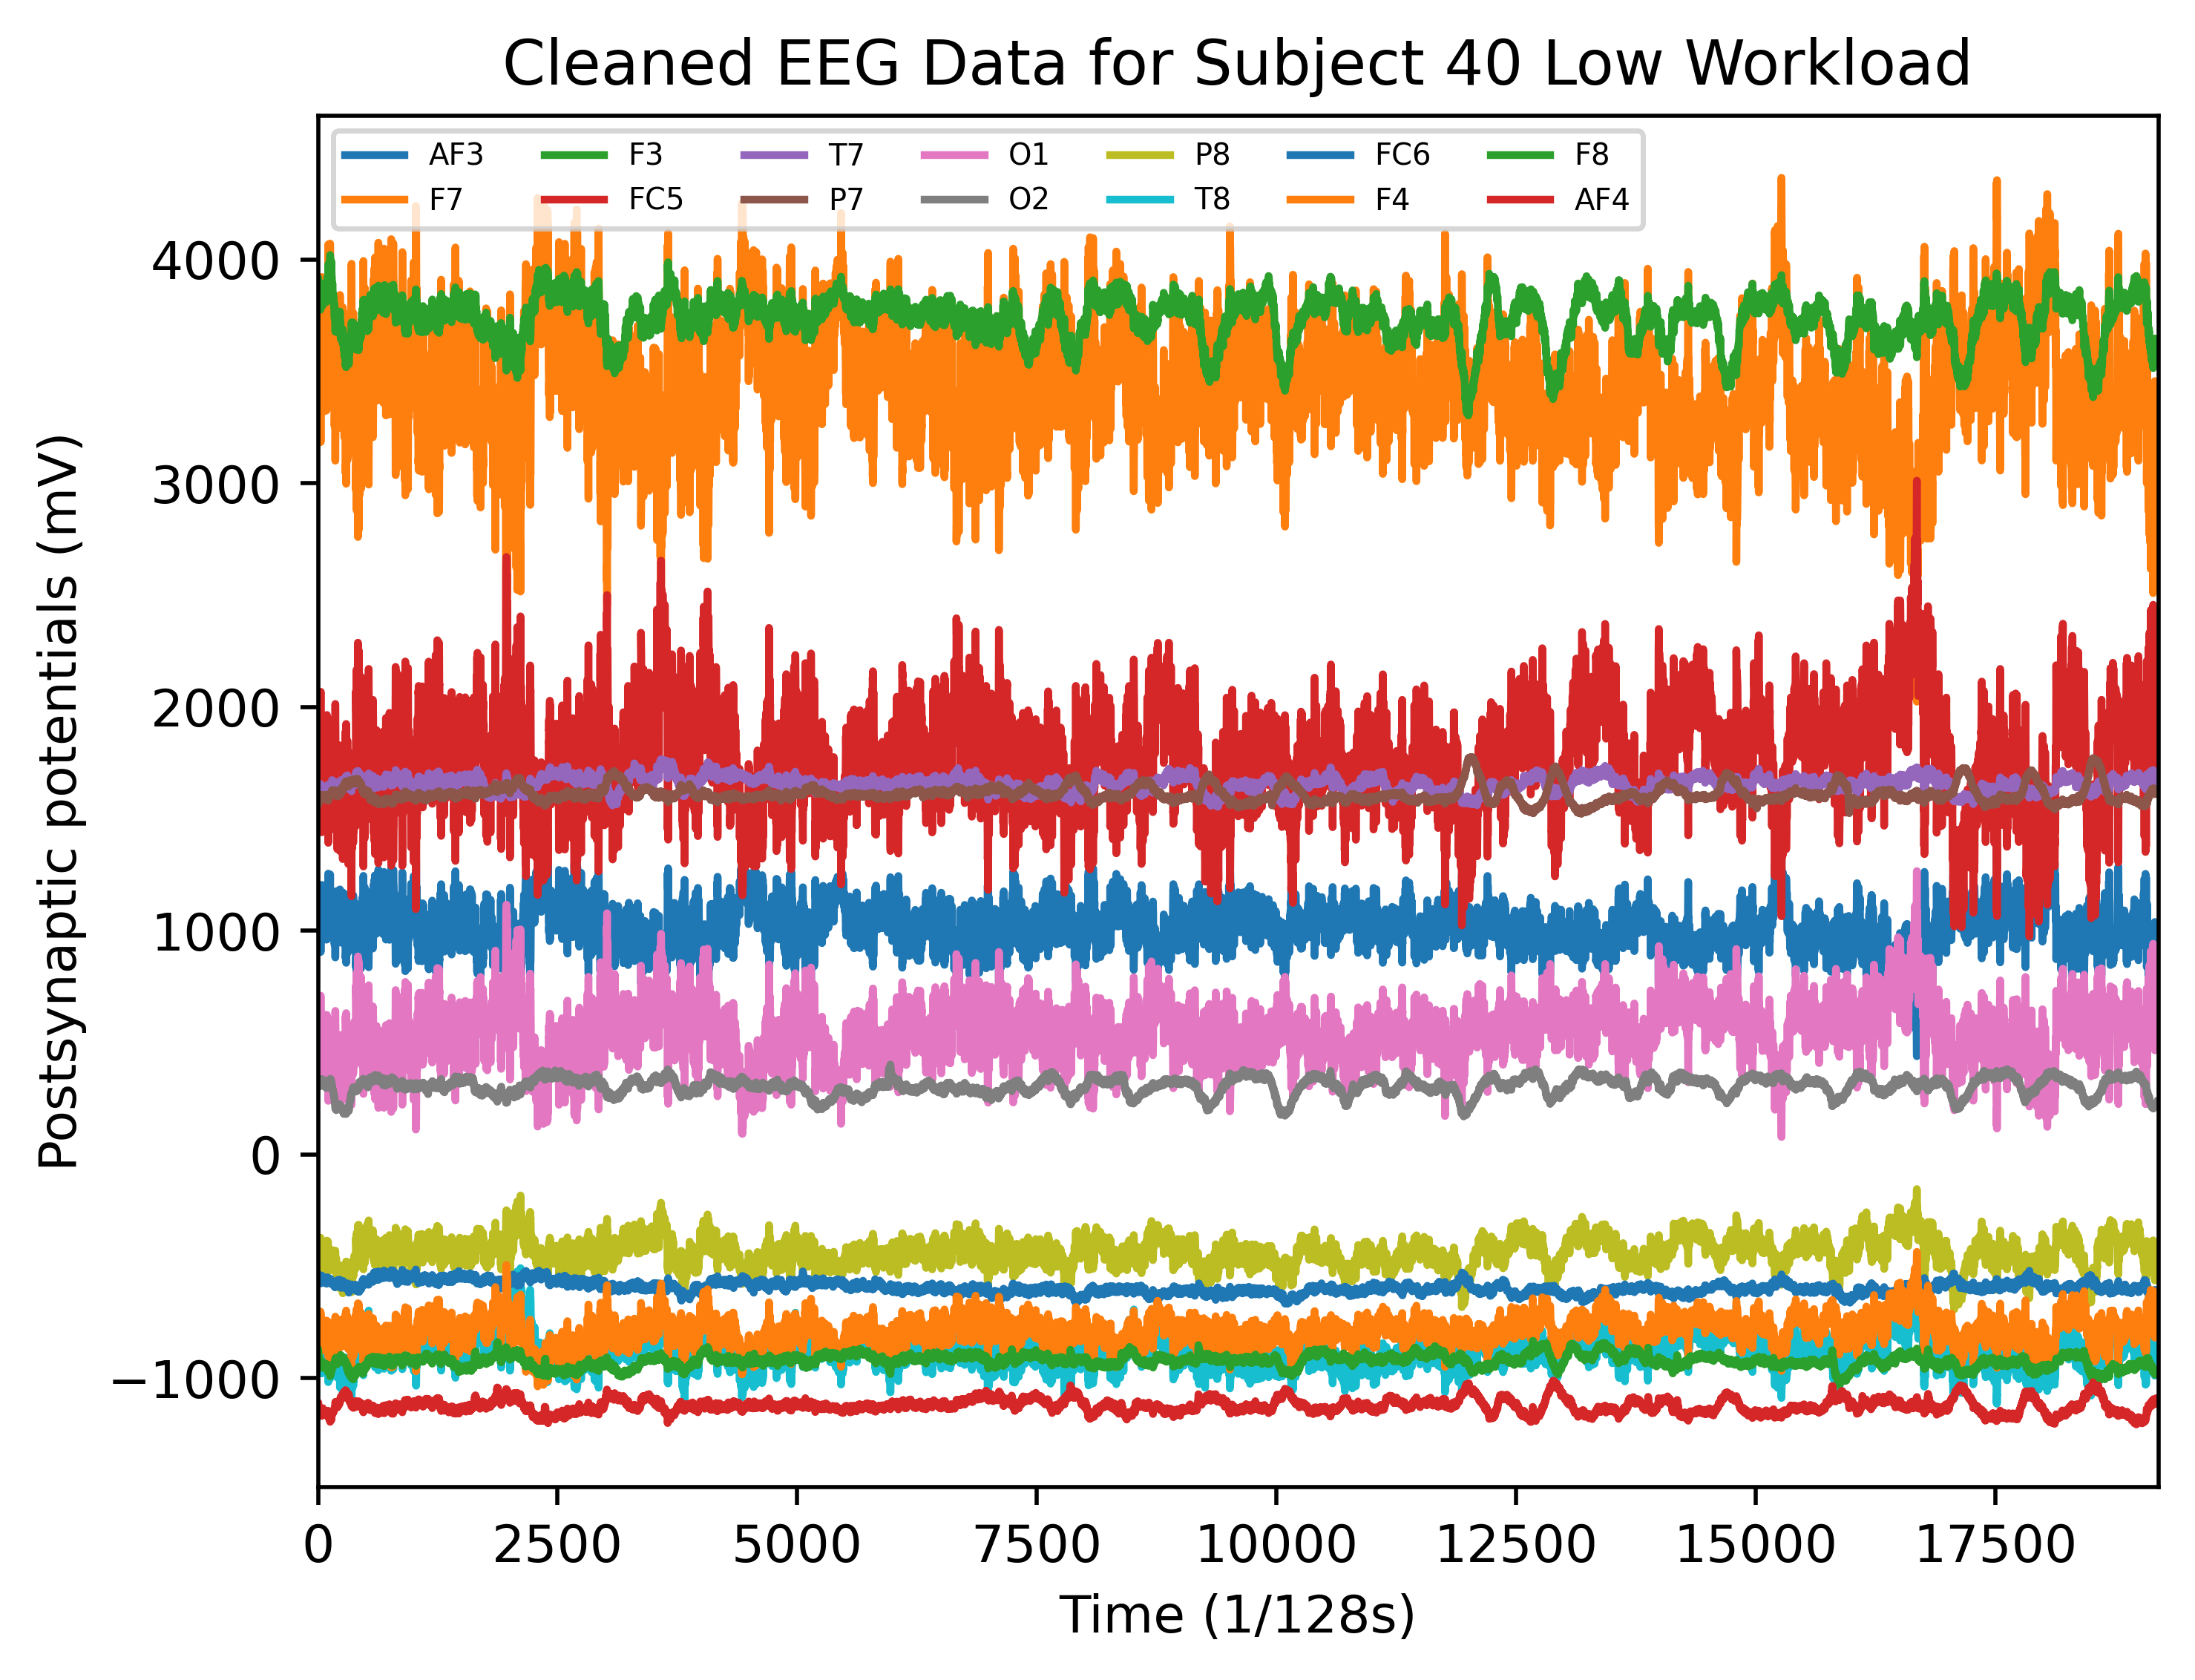 Cleaned EEG Data for Subject 40 Low Workload
AF3 F3 T7 O1 P8 FC6 F8
F7 FC5 P7 O2 T8 F4 AF4
Postsynaptic potentials (mV)
4000
3000
2000
1000
0
−1000
0 2500 5000 7500 10000 12500 15000 17500
Time (1/128s)